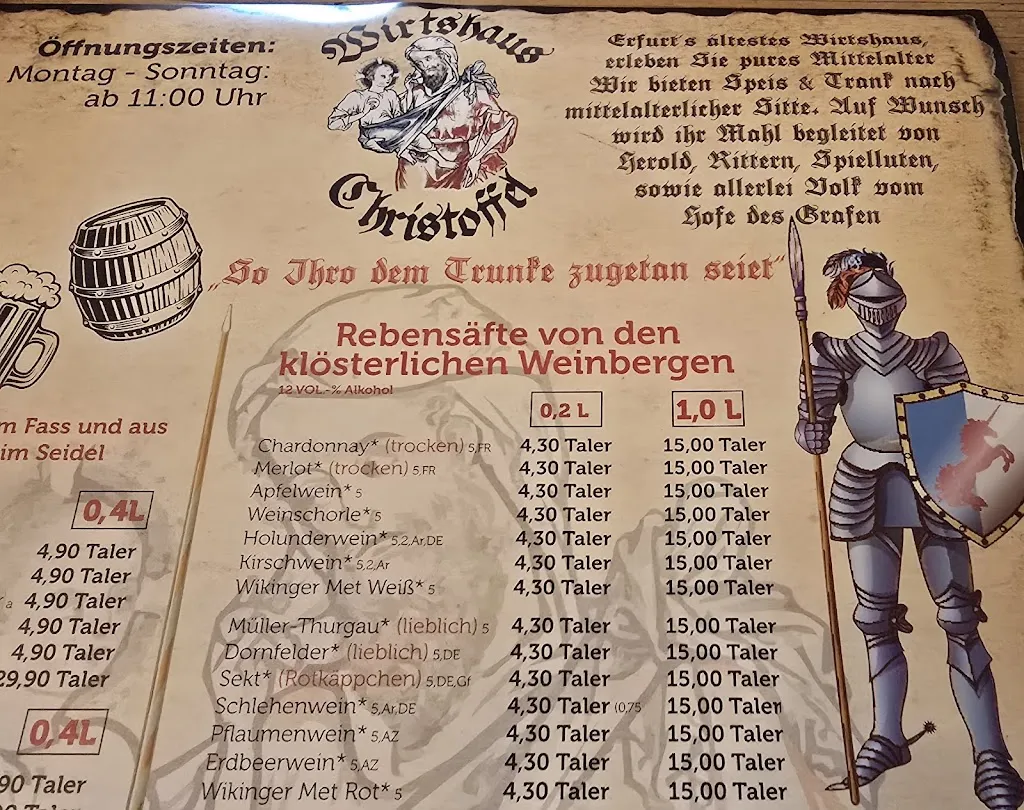 Öffnungszeiten:
Montag - Sonntag:
ab 11:00 Uhr
Wirtshaus
Christoffel
Erfurt's ältestes Wirtshaus,
erleben Sie pures Mittelalter
Wir bieten Speis & Trank nach
mittelalterlicher Sitte. Auf Wunsch
wird ihr Mahl begleitet von
Herold, Rittern, Spielluten,
sowie allerlei Volk vom
Hofe des Grafen
„So Ihro dem Trunke zugetan seiet“
Rebensäfte von den
klösterlichen Weinbergen
12 VOL.-% Alkohol
0,2 L 1,0 L
Chardonnay* (trocken) 5,FR 4,30 Taler 15,00 Taler
Merlot* (trocken) 5,FR 4,30 Taler 15,00 Taler
Apfelwein* 5 4,30 Taler 15,00 Taler
Weinschorle* 5 4,30 Taler 15,00 Taler
Holunderwein* 5,2,Ar,DE 4,30 Taler 15,00 Taler
Kirschwein* 5,2,Ar 4,30 Taler 15,00 Taler
Wikinger Met Weiß* 5 4,30 Taler 15,00 Taler
Müller-Thurgau* (lieblich) 5 4,30 Taler 15,00 Taler
Dornfelder* (lieblich) 5,DE 4,30 Taler 15,00 Taler
Sekt* (Rotkäppchen) 5,DE,Gf 4,30 Taler 15,00 Taler
Schlehenwein* 5,Ar,DE 4,30 Taler (0,75 15,00 Taler
Pflaumenwein* 5,AZ 4,30 Taler 15,00 Taler
Erdbeerwein* 5,AZ 4,30 Taler 15,00 Taler
Wikinger Met Rot* 5 4,30 Taler 15,00 Taler
m Fass und aus
im Seidel
0,4L
4,90 Taler
4,90 Taler
a 4,90 Taler
4,90 Taler
4,90 Taler
29,90 Taler
0,4L
90 Taler